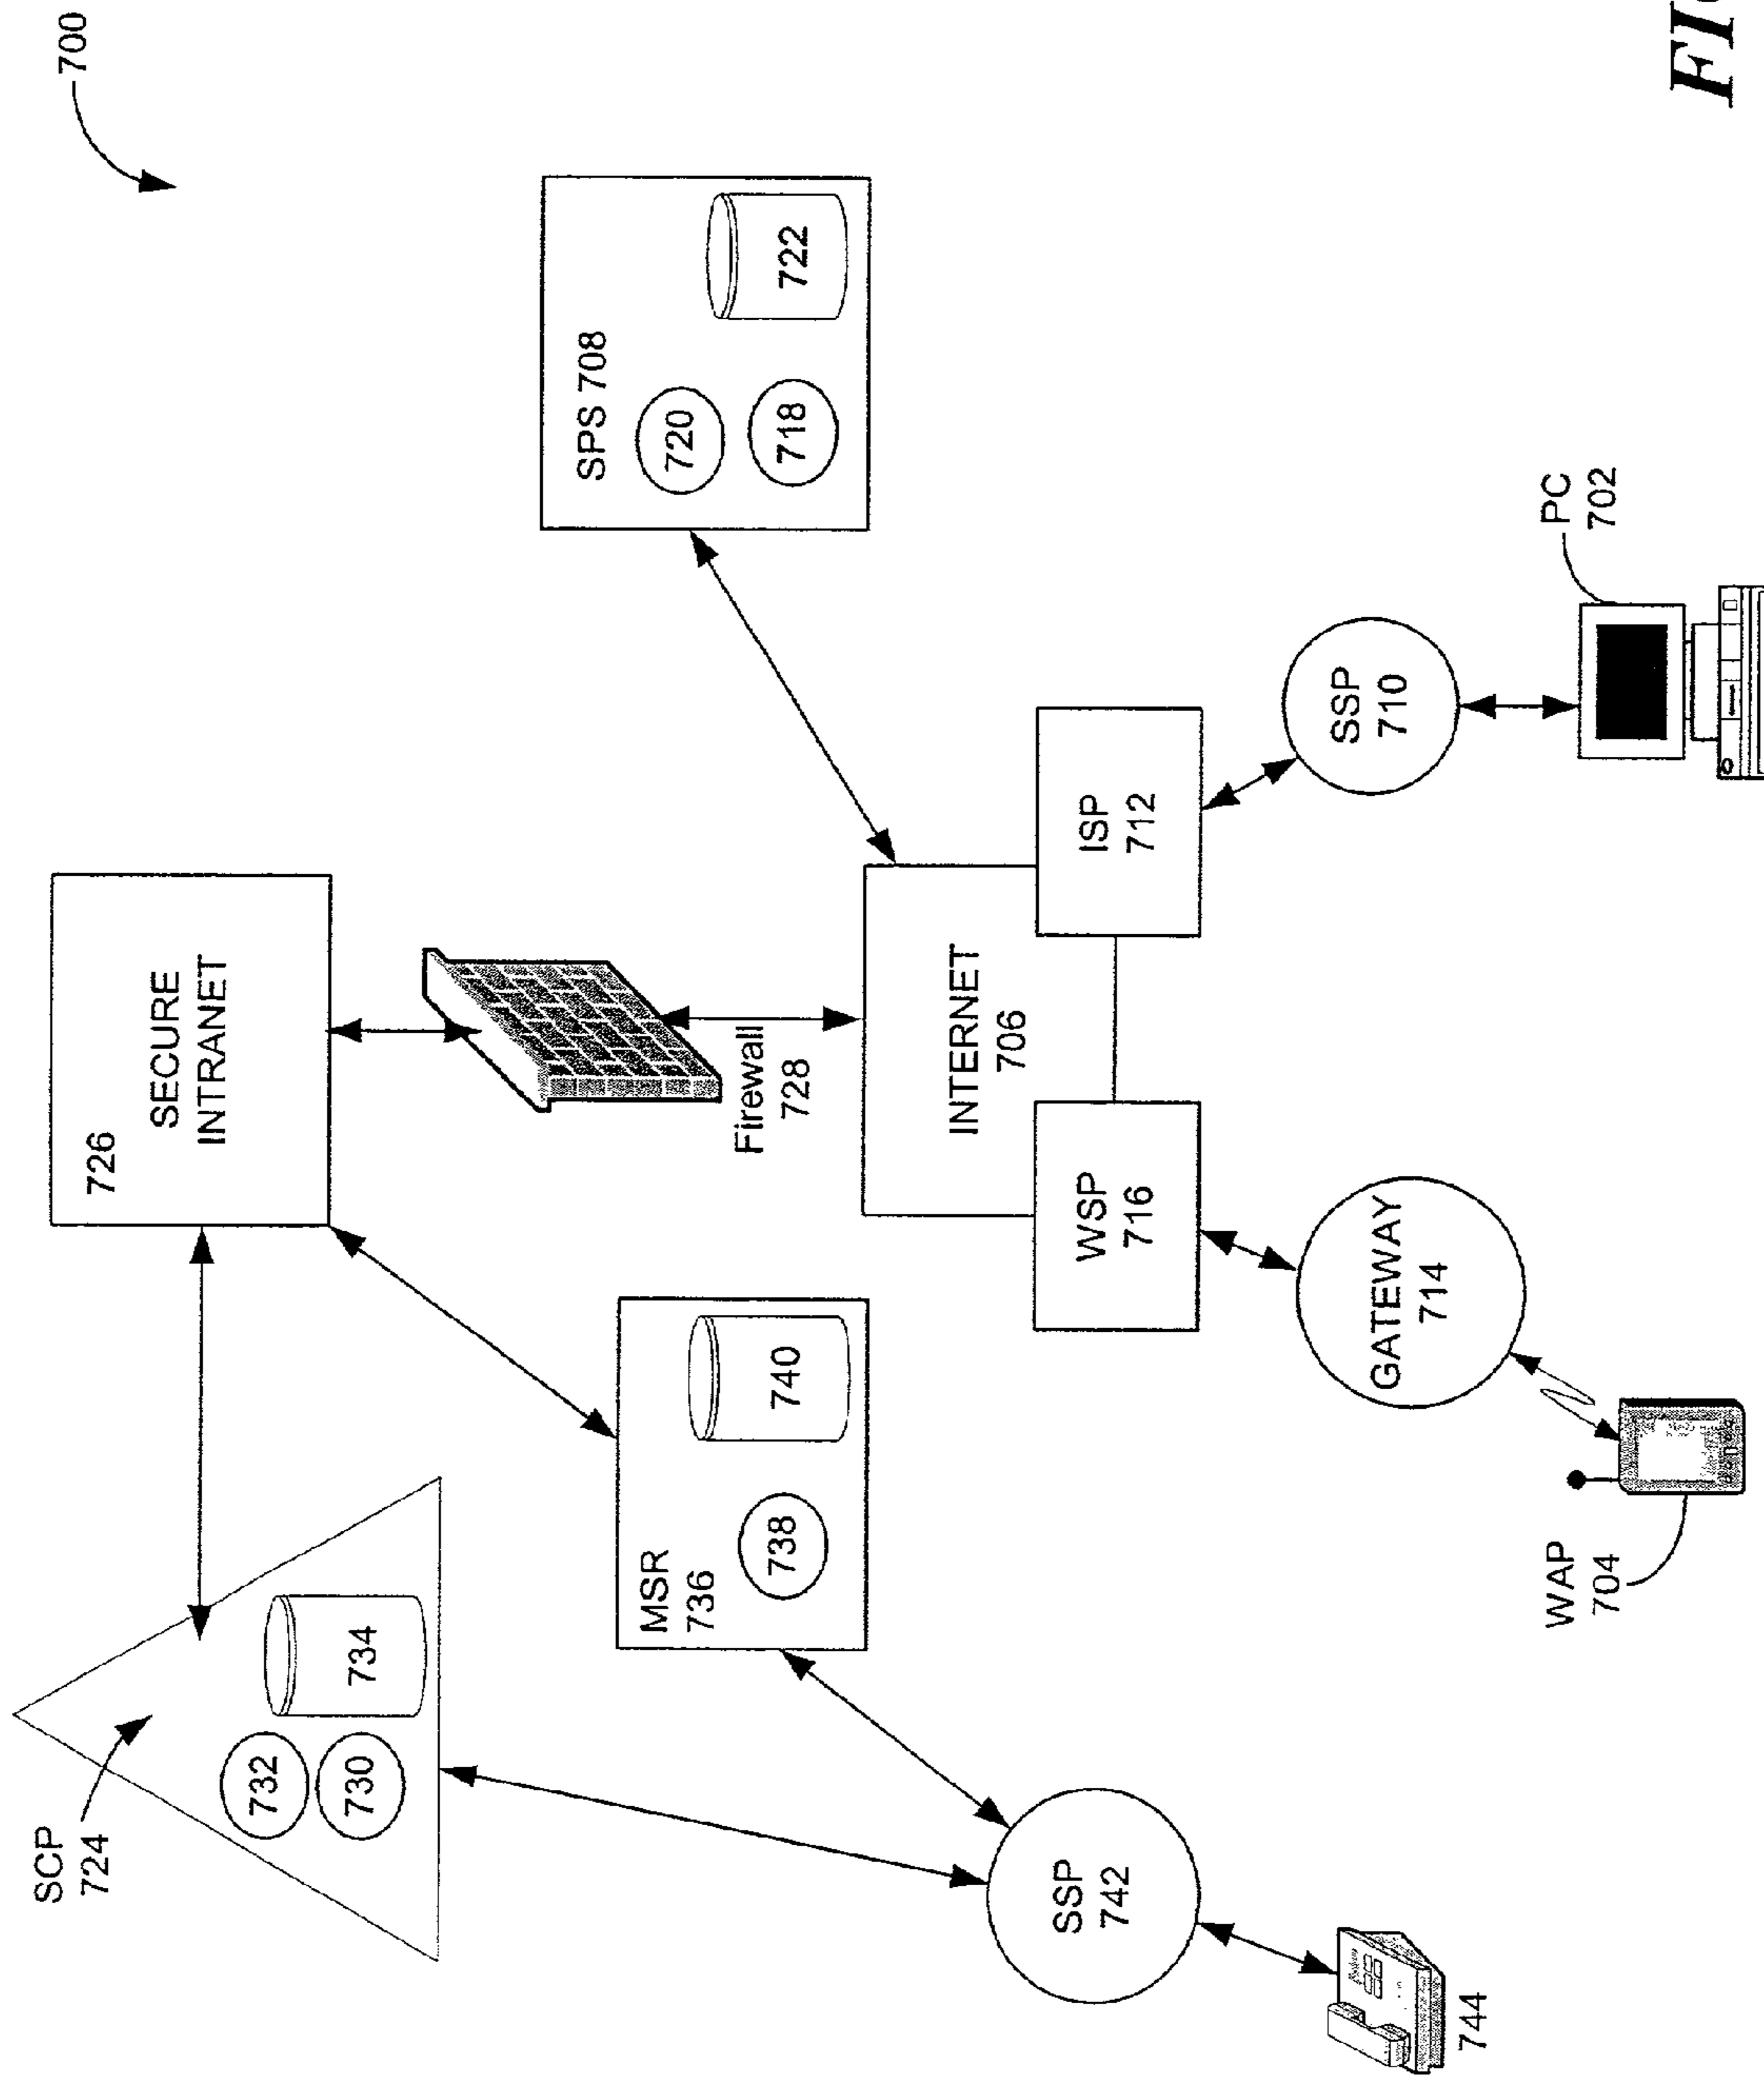 700
SCP
724
732
730
734
726
SECURE
INTRANET
Firewall
728
MSR
736
738
740
SPS 708
720
718
722
INTERNET
706
WSP
716
ISP
712
SSP
742
744
GATEWAY
714
WAP
704
SSP
710
PC
702